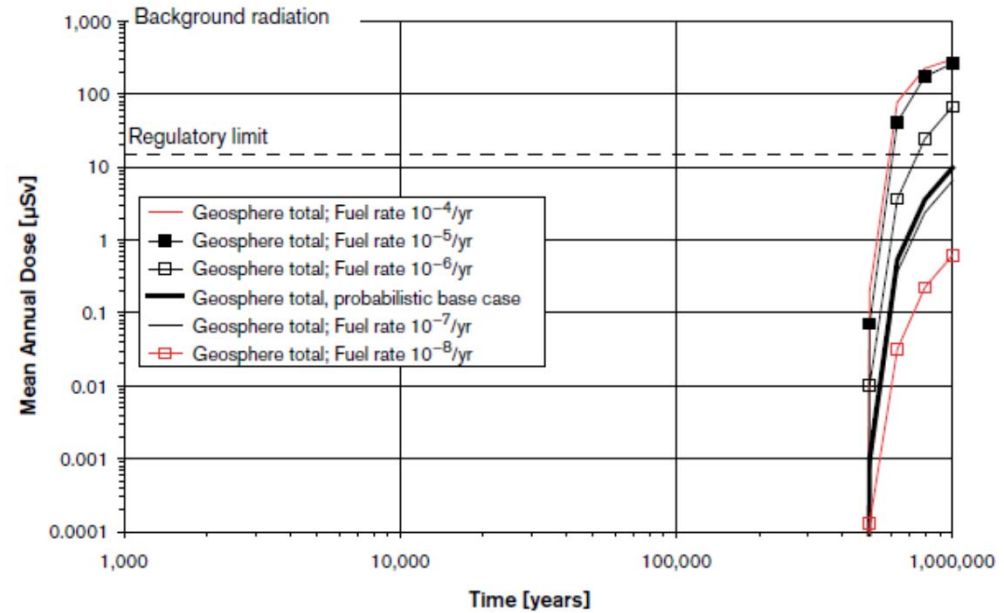 1,000
Background radiation
100
Regulatory limit
10
1
0.1
0.01
0.001
0.0001
Mean Annual Dose [µSv]
Geosphere total; Fuel rate 10⁻⁴/yr
Geosphere total; Fuel rate 10⁻⁵/yr
Geosphere total; Fuel rate 10⁻⁶/yr
Geosphere total, probabilistic base case
Geosphere total; Fuel rate 10⁻⁷/yr
Geosphere total; Fuel rate 10⁻⁸/yr
1,000 10,000 100,000 1,000,000
Time [years]